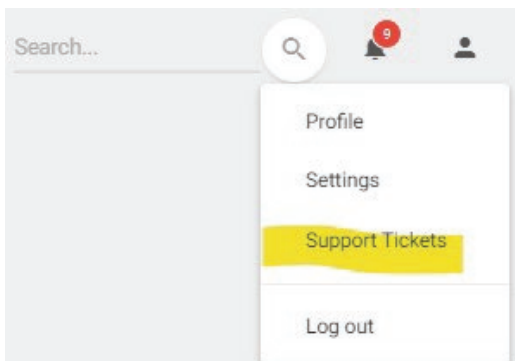 Search...
9
Profile
Settings
Support Tickets
Log out